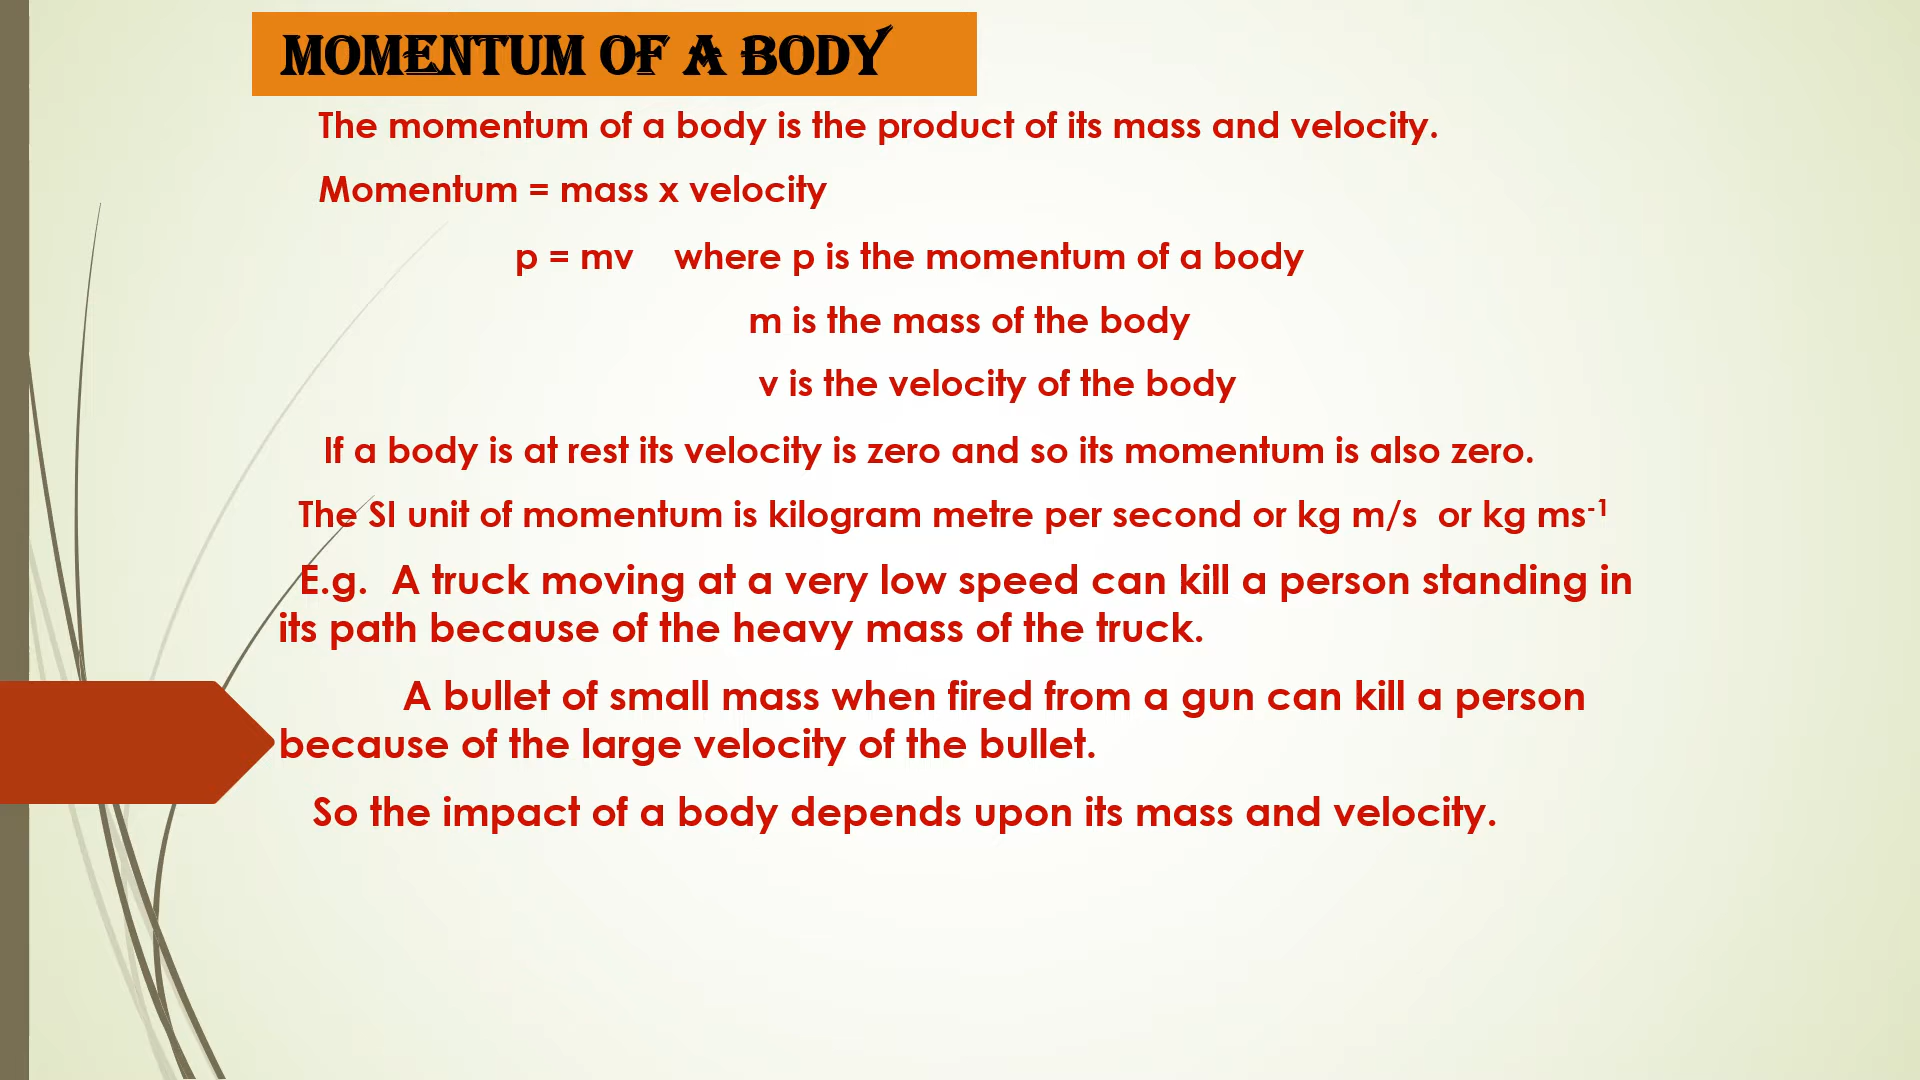 MOMENTUM OF A BODY
The momentum of a body is the product of its mass and velocity.
Momentum = mass x velocity
p = mv where p is the momentum of a body
m is the mass of the body
v is the velocity of the body
If a body is at rest its velocity is zero and so its momentum is also zero.
The SI unit of momentum is kilogram metre per second or kg m/s or kg ms⁻¹
E.g. A truck moving at a very low speed can kill a person standing in
its path because of the heavy mass of the truck.
A bullet of small mass when fired from a gun can kill a person
because of the large velocity of the bullet.
So the impact of a body depends upon its mass and velocity.